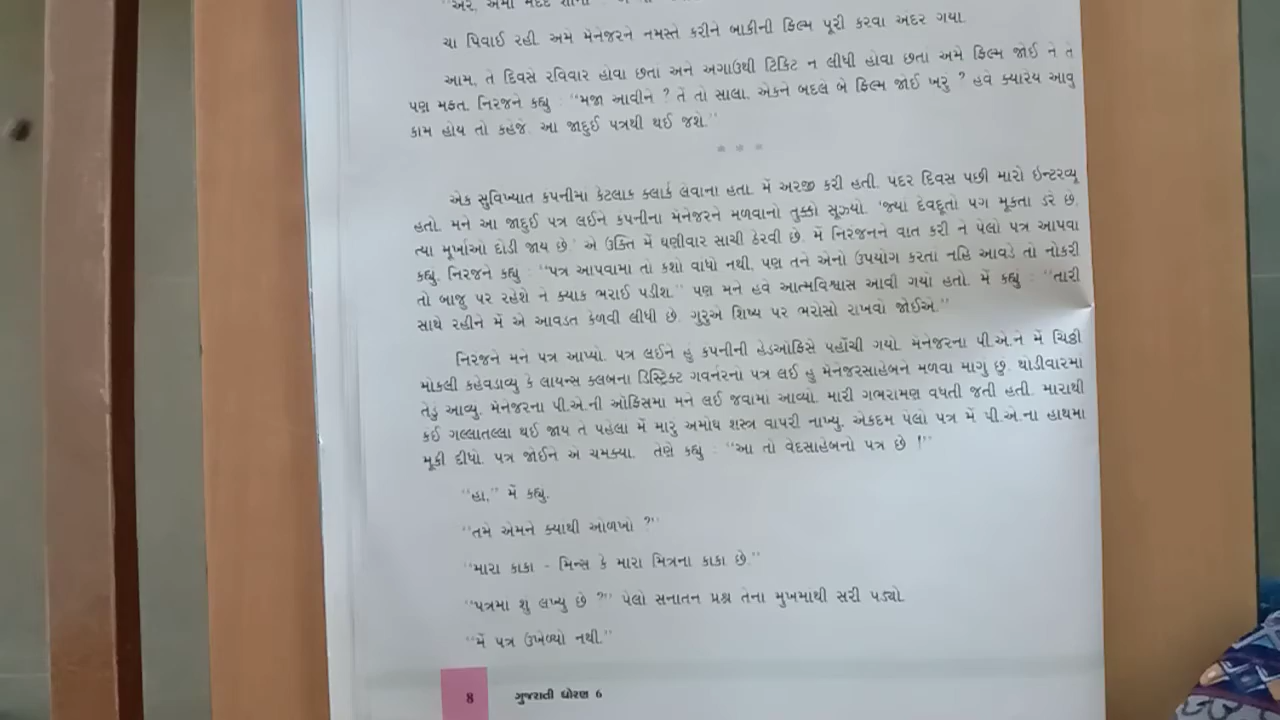 "અરે, એમાં મદદ શાની
ચા પિવાઈ રહી. અમે મેનેજરને નમસ્તે કરીને બાકીની ફિલ્મ પૂરી કરવા અંદર ગયા.
આમ, તે દિવસે રવિવાર હોવા છતાં અને અગાઉથી ટિકિટ ન લીધી હોવા છતાં અમે ફિલ્મ જોઈ ને તે
પણ મફત. નિરજને કહ્યું : "મજા આવીને ? તેં તો સાલા, એકને બદલે બે ફિલ્મ જોઈ ખરું ? હવે ક્યારેય આવું
કામ હોય તો કહેજે. આ જાદુઈ પત્રથી થઈ જશે."
* * *
એક સુવિખ્યાત કંપનીમાં કેટલાક ક્લાર્ક લેવાના હતા. મેં અરજી કરી હતી. પંદર દિવસ પછી મારો ઇન્ટરવ્યૂ
હતો. મને આ જાદુઈ પત્ર લઈને કંપનીના મેનેજરને મળવાનો તુક્કો સૂઝ્યો. 'જ્યાં દેવદૂતો પગ મૂકતાં ડરે છે,
ત્યાં મૂર્ખાઓ દોડી જાય છે.' એ ઉક્તિ મેં ઘણીવાર સાચી ઠેરવી છે. મેં નિરજનને વાત કરી ને પેલો પત્ર આપવા
કહ્યું. નિરજને કહ્યું : "પત્ર આપવામાં તો કશો વાંધો નથી, પણ તને એનો ઉપયોગ કરતાં નહિ આવડે તો નોકરી
તો બાજુ પર રહેશે ને ક્યાંક ભરાઈ પડીશ." પણ મને હવે આત્મવિશ્વાસ આવી ગયો હતો. મેં કહ્યું : "તારી
સાથે રહીને મેં એ આવડત કેળવી લીધી છે. ગુરુએ શિષ્ય પર ભરોસો રાખવો જોઈએ."
નિરજને મને પત્ર આપ્યો. પત્ર લઈને હું કંપનીની હેડઑફિસે પહોંચી ગયો. મેનેજરના પી.એ.ને મેં ચિઠ્ઠી
મોકલી કહેવડાવ્યું કે લાયન્સ ક્લબના ડિસ્ટ્રિક્ટ ગવર્નરનો પત્ર લઈ હું મેનેજરસાહેબને મળવા માગું છું. થોડીવારમાં
તેડું આવ્યું. મેનેજરના પી.એ.ની ઑફિસમાં મને લઈ જવામાં આવ્યો. મારી ગભરામણ વધતી જતી હતી. મારાથી
કંઈ ગલ્લાંતલ્લાં થઈ જાય તે પહેલાં મેં મારું અમોઘ શસ્ત્ર વાપરી નાખ્યું. એકદમ પેલો પત્ર મેં પી.એ.ના હાથમાં
મૂકી દીધો. પત્ર જોઈને એ ચમક્યા. તેણે કહ્યું : "આ તો વેદસાહેબનો પત્ર છે !"
"હા," મેં કહ્યું.
"તમે એમને ક્યાંથી ઓળખો ?"
"મારા કાકા - મિન્સ કે મારા મિત્રના કાકા છે."
"પત્રમાં શું લખ્યું છે ?" પેલો સનાતન પ્રશ્ન તેના મુખમાંથી સરી પડ્યો.
"મેં પત્ર ઉખેળ્યો નથી."
8 ગુજરાતી ધોરણ 6